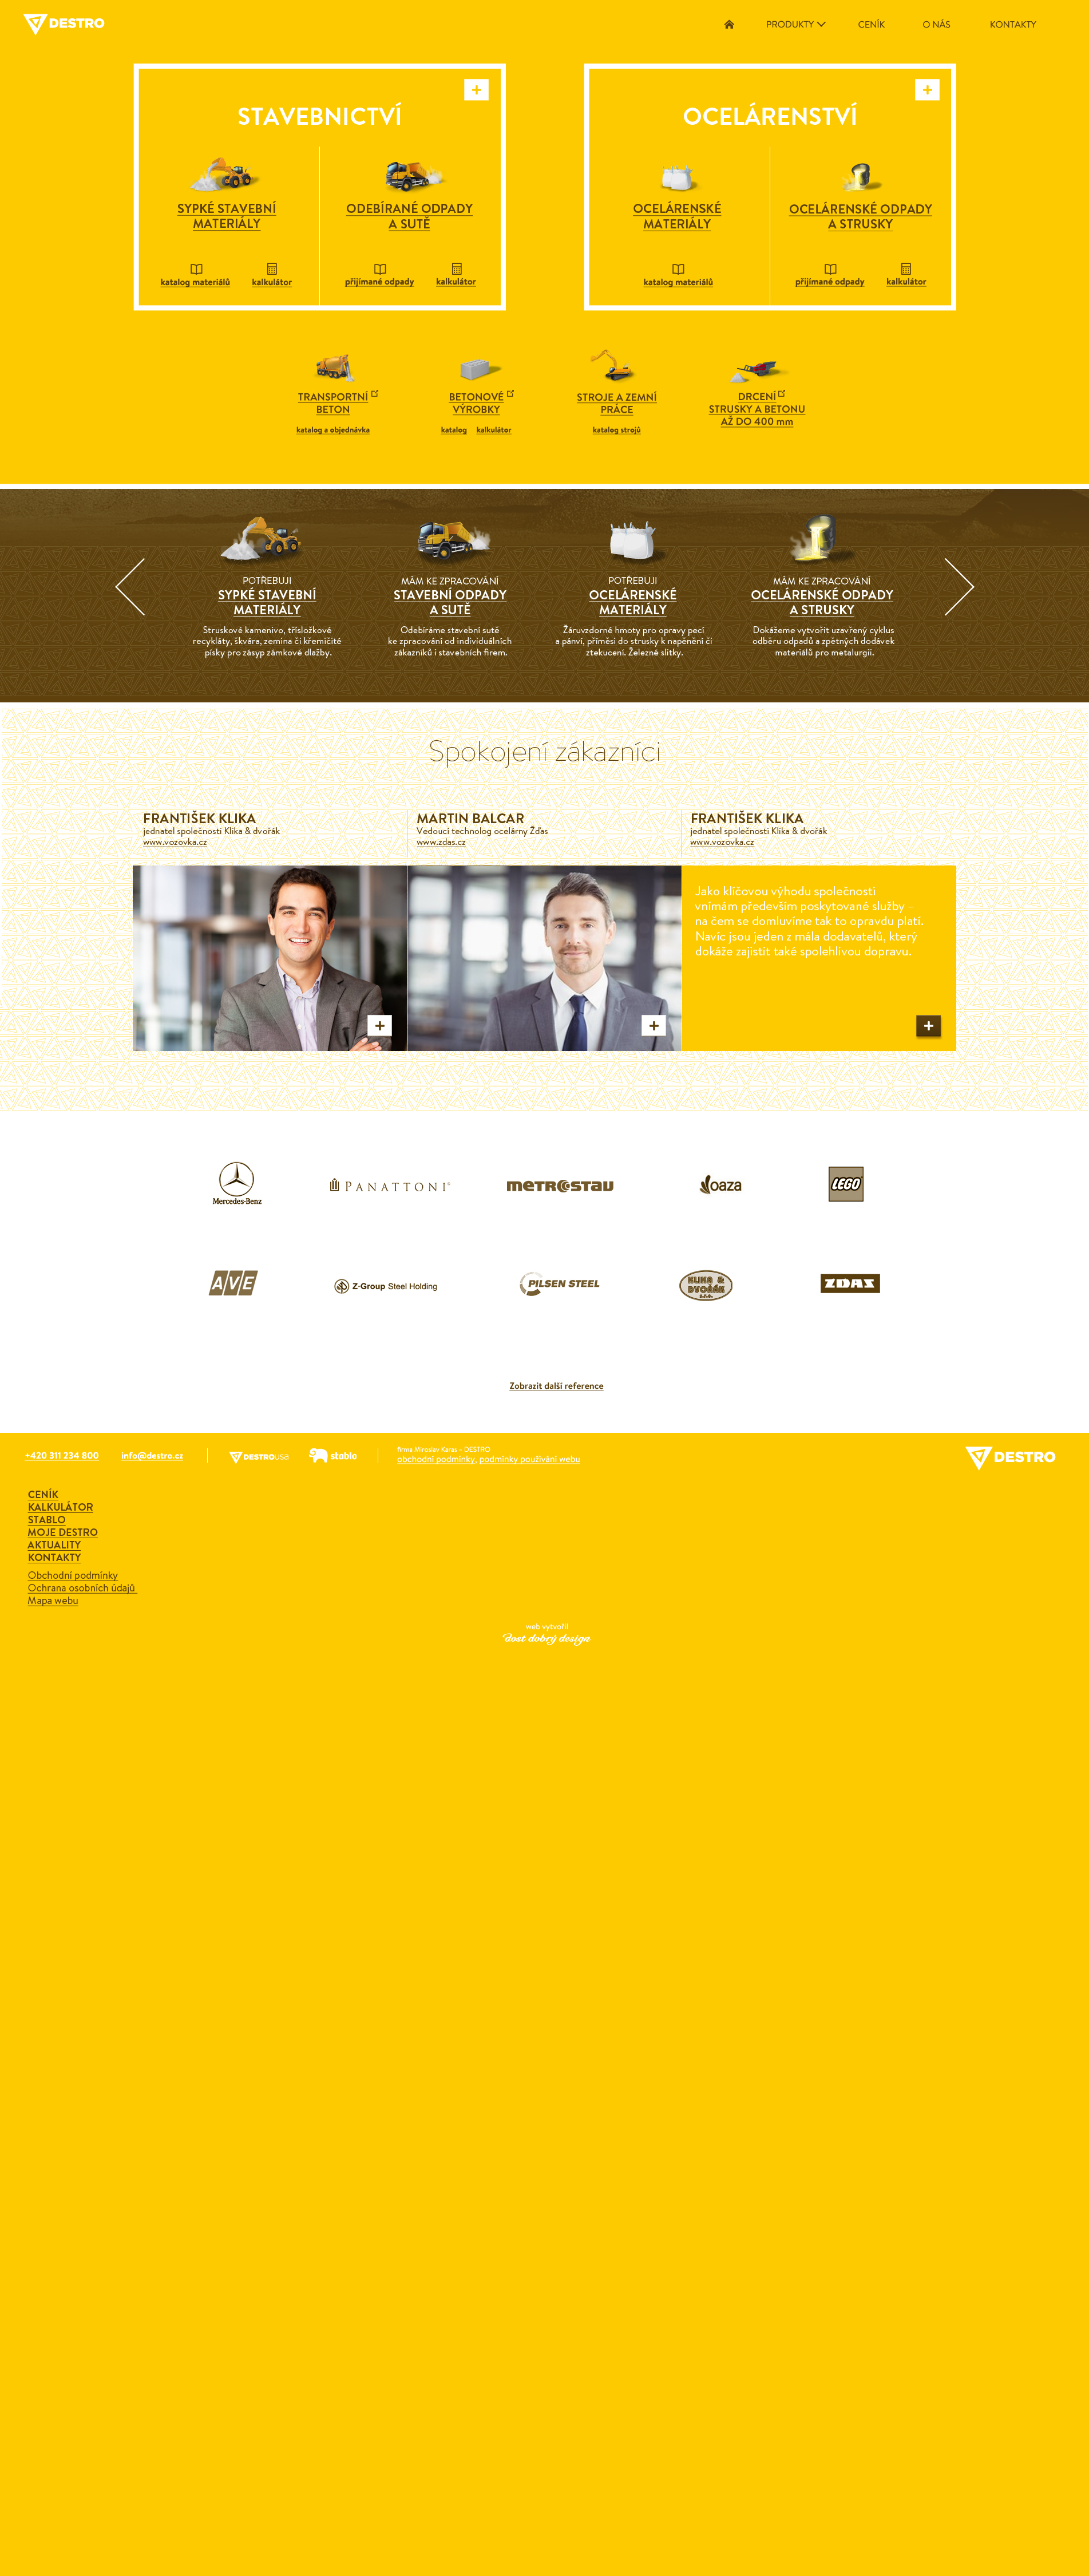 DESTRO
PRODUKTY
CENÍK
O NÁS
KONTAKTY
STAVEBNICTVÍ
SYPKÉ STAVEBNÍ
MATERIÁLY
katalog materiálů
kalkulátor
ODEBÍRANÉ ODPADY
A SUTĚ
přijímané odpady
kalkulátor
OCELÁRENSTVÍ
OCELÁRENSKÉ
MATERIÁLY
katalog materiálů
OCELÁRENSKÉ ODPADY
A STRUSKY
přijímané odpady
kalkulátor
TRANSPORTNÍ
BETON
katalog a objednávka
BETONOVÉ
VÝROBKY
katalog
kalkulátor
STROJE A ZEMNÍ
PRÁCE
katalog strojů
DRCENÍ
STRUSKY A BETONU
AŽ DO 400 mm
POTŘEBUJI
SYPKÉ STAVEBNÍ
MATERIÁLY
Struskové kamenivo, třísložkové
recykláty, škvára, zemina či křemičité
písky pro zásyp zámkové dlažby.
MÁM KE ZPRACOVÁNÍ
STAVEBNÍ ODPADY
A SUTĚ
Odebíráme stavební sutě
ke zpracování od individuálních
zákazníků i stavebních firem.
POTŘEBUJI
OCELÁRENSKÉ
MATERIÁLY
Žáruvzdorné hmoty pro opravy pecí
a pánví, příměsi do strusky k napěnění či
ztekucení. Železné slitky.
MÁM KE ZPRACOVÁNÍ
OCELÁRENSKÉ ODPADY
A STRUSKY
Dokážeme vytvořit uzavřený cyklus
odběru odpadů a zpětných dodávek
materiálů pro metalurgii.
Spokojení zákazníci
FRANTIŠEK KLIKA
jednatel společnosti Klika & dvořák
www.vozovka.cz
MARTIN BALCAR
Vedoucí technolog ocelárny Žďas
www.zdas.cz
FRANTIŠEK KLIKA
jednatel společnosti Klika & dvořák
www.vozovka.cz
Jako klíčovou výhodu společnosti
vnímám především poskytované služby –
na čem se domluvíme tak to opravdu platí.
Navíc jsou jeden z mála dodavatelů, který
dokáže zajistit také spolehlivou dopravu.
Mercedes-Benz
PANATTONI®
METROSTAV
oaza
LEGO
AVE
Z-Group Steel Holding
PILSEN STEEL
KLIKA &
DVOŘÁK
s.r.o.
ZDAS
Zobrazit další reference
+420 311 234 800
info@destro.cz
DESTRO
stablo
firma Miroslav Karas – DESTRO
obchodní podmínky, podmínky používání webu
DESTRO
CENÍK
KALKULÁTOR
STABLO
MOJE DESTRO
AKTUALITY
KONTAKTY
Obchodní podmínky
Ochrana osobních údajů
Mapa webu
web vytvořil
Dost dobrý design